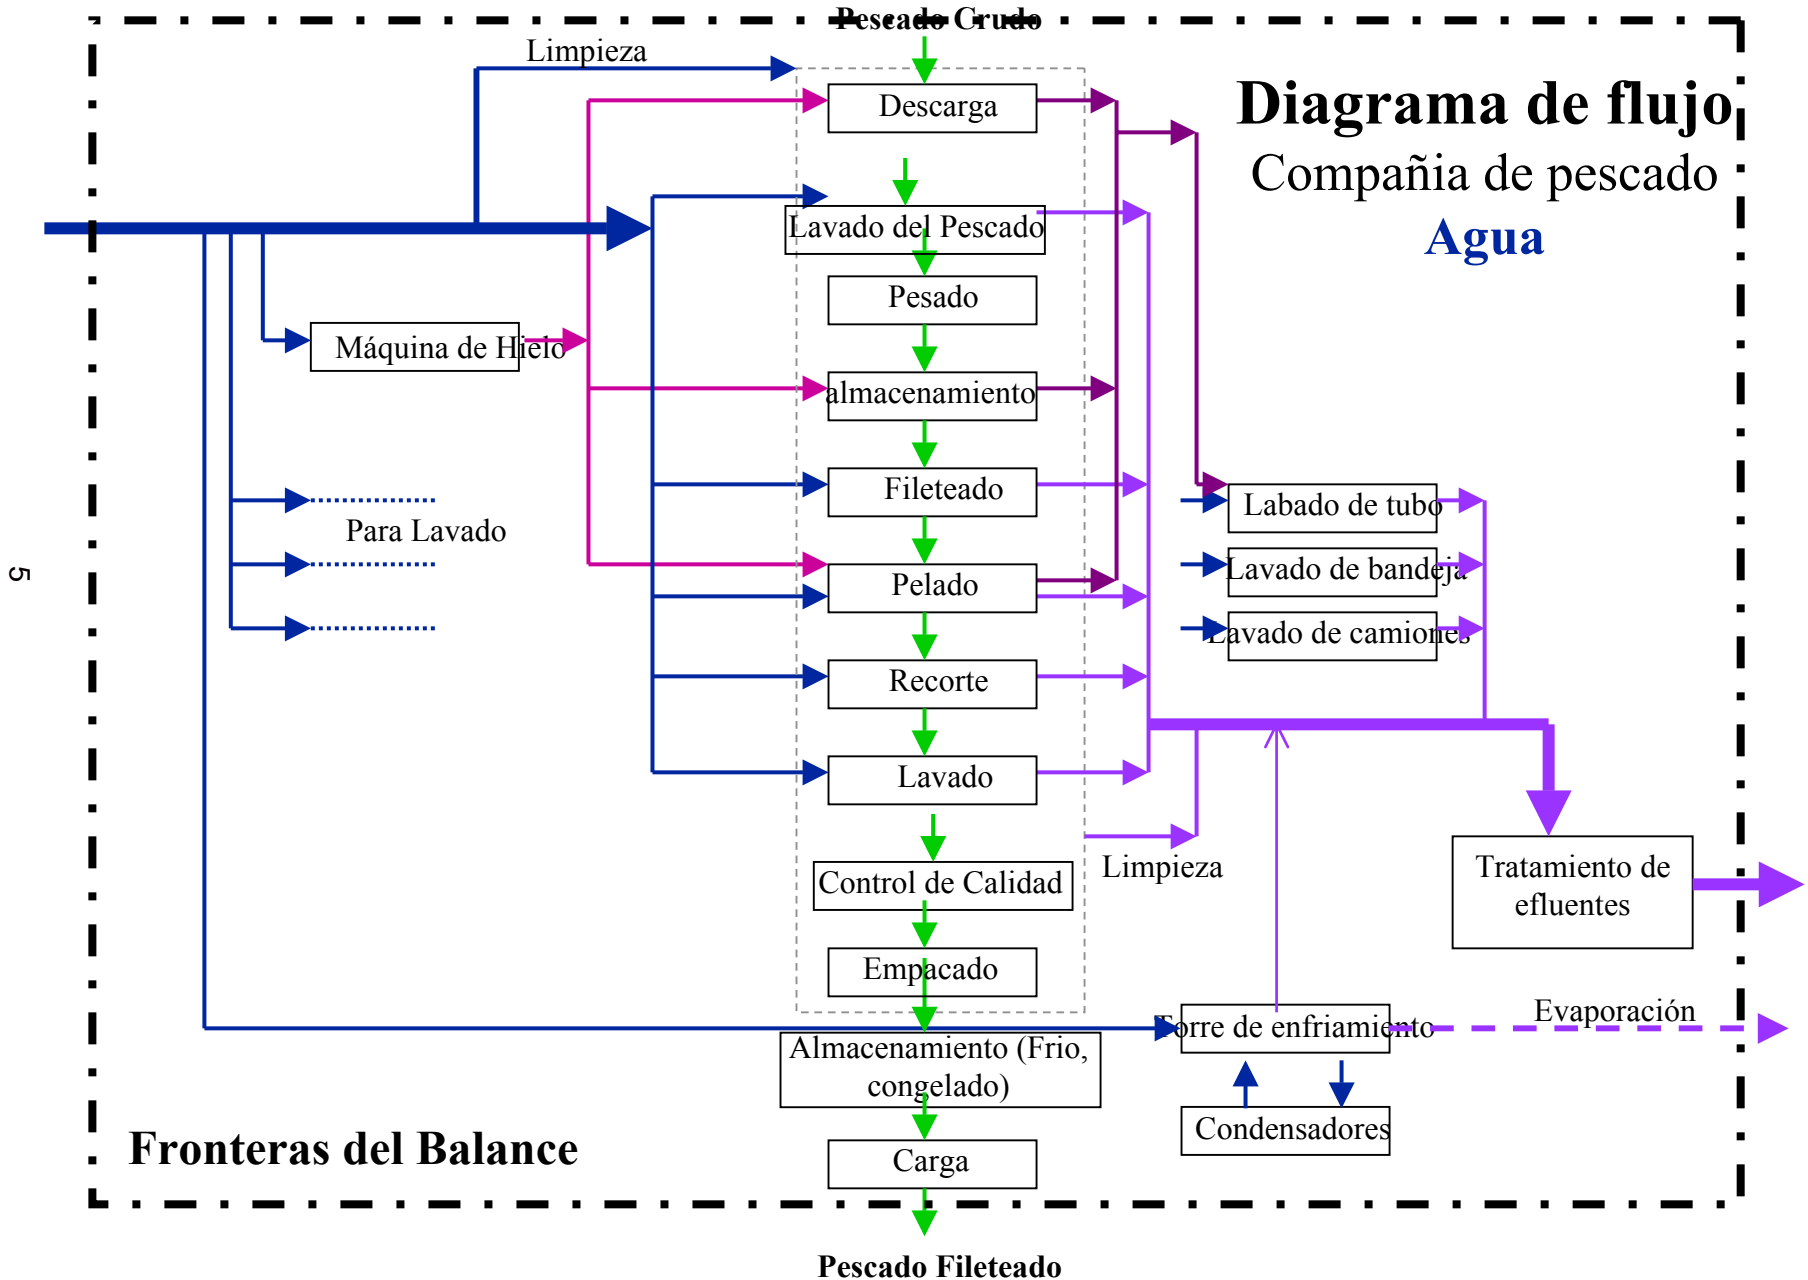 Pescado Crudo
Limpieza
Descarga
Diagrama de flujo
Compañia de pescado
Agua
Lavado del Pescado
Pesado
Máquina de Hielo
almacenamiento
Fileteado
Labado de tubo
Para Lavado
Lavado de bandeja
5
Pelado
Lavado de camiones
Recorte
Lavado
Control de Calidad
Limpieza
Tratamiento de
efluentes
Empacado
Evaporación
Torre de enfriamiento
Almacenamiento (Frio,
congelado)
Condensadores
Fronteras del Balance
Carga
Pescado Fileteado